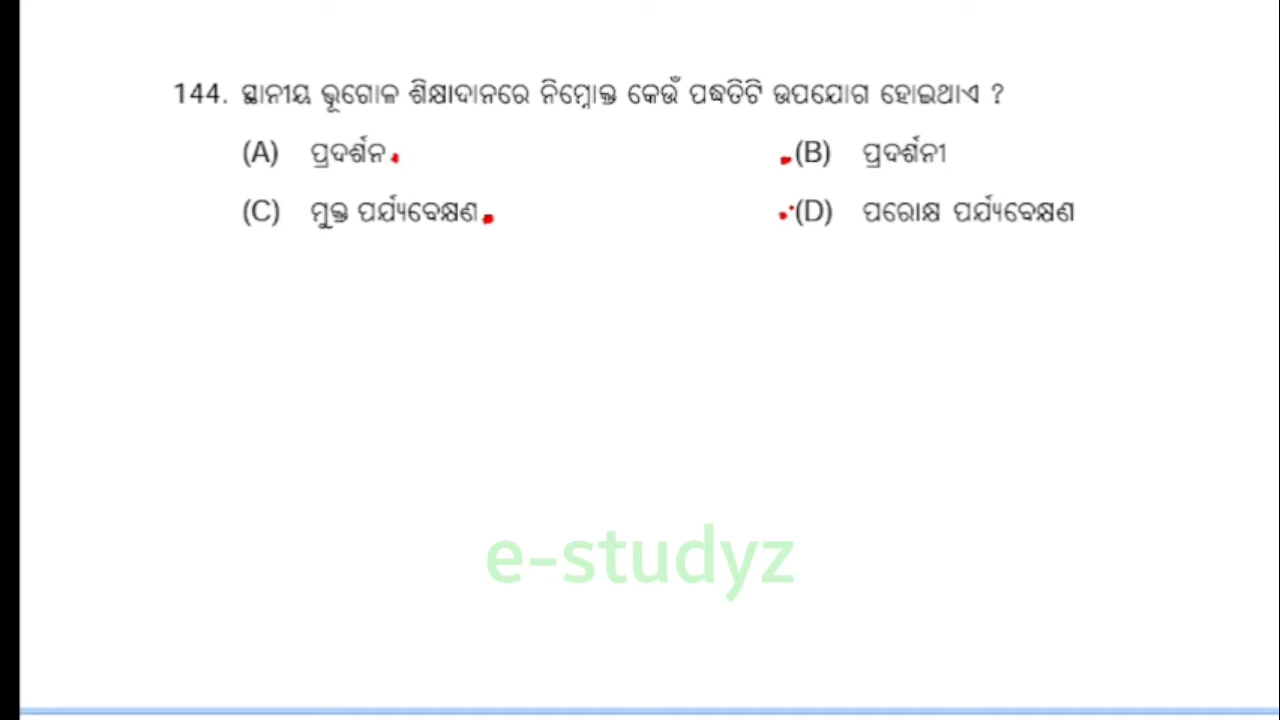 144. ସ୍ଥାନୀୟ ଭୂଗୋଳ ଶିକ୍ଷାଦାନରେ ନିମ୍ନୋକ୍ତ କେଉଁ ପଦ୍ଧତିଟି ଉପଯୋଗ ହୋଇଥାଏ ?
(A) ପ୍ରଦର୍ଶନ (B) ପ୍ରଦର୍ଶନୀ
(C) ମୁକ୍ତ ପର୍ଯ୍ୟବେକ୍ଷଣ (D) ପରୋକ୍ଷ ପର୍ଯ୍ୟବେକ୍ଷଣ
e-studyz